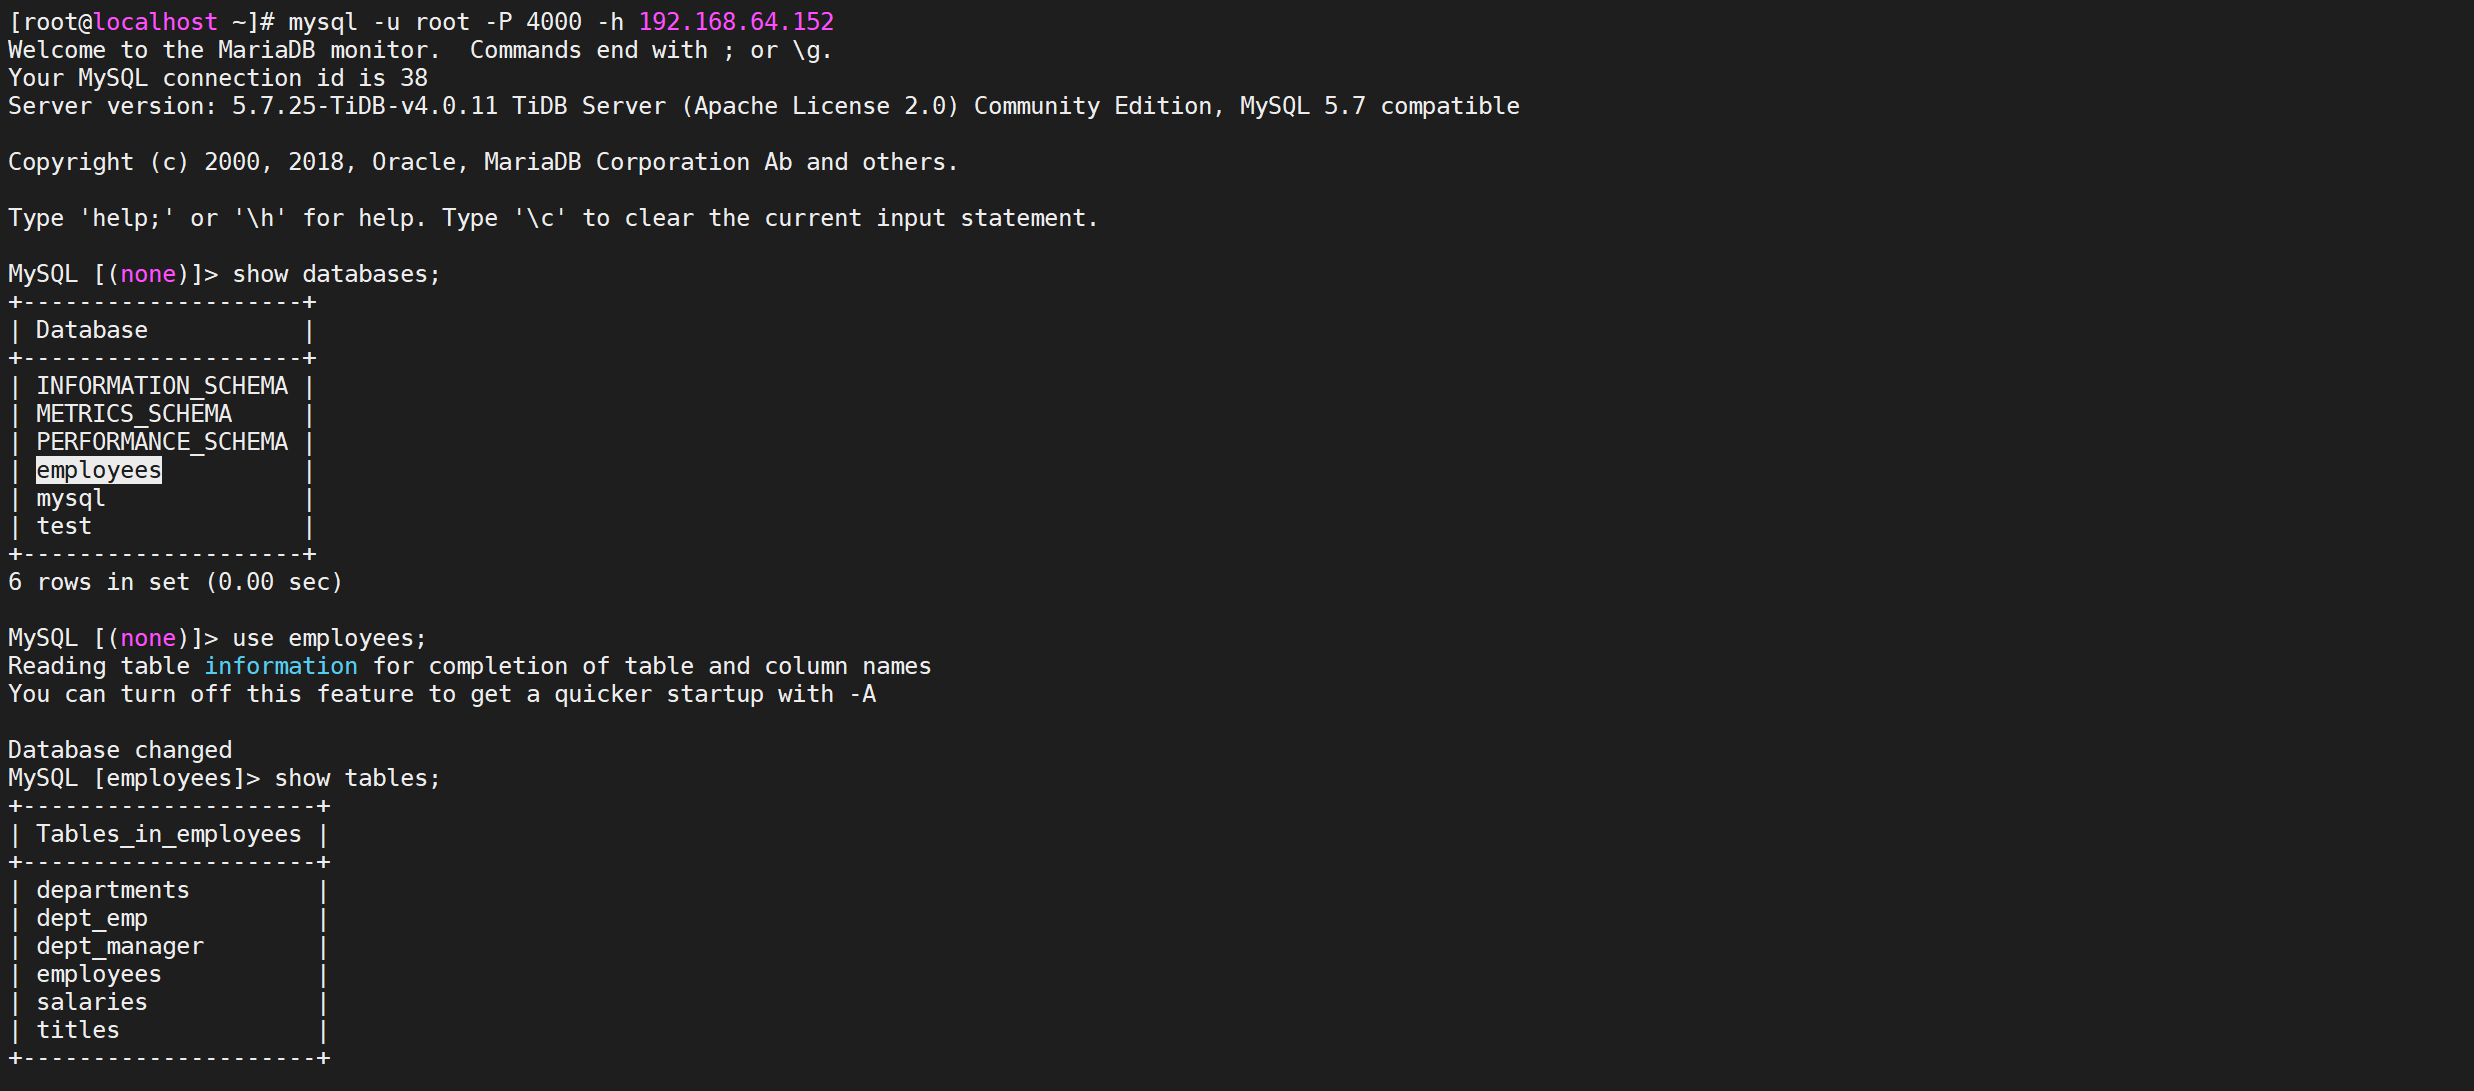 [root@localhost ~]# mysql -u root -P 4000 -h 192.168.64.152
Welcome to the MariaDB monitor.  Commands end with ; or \g.
Your MySQL connection id is 38
Server version: 5.7.25-TiDB-v4.0.11 TiDB Server (Apache License 2.0) Community Edition, MySQL 5.7 compatible

Copyright (c) 2000, 2018, Oracle, MariaDB Corporation Ab and others.

Type 'help;' or '\h' for help. Type '\c' to clear the current input statement.

MySQL [(none)]> show databases;
+--------------------+
| Database           |
+--------------------+
| INFORMATION_SCHEMA |
| METRICS_SCHEMA     |
| PERFORMANCE_SCHEMA |
| employees          |
| mysql              |
| test               |
+--------------------+
6 rows in set (0.00 sec)

MySQL [(none)]> use employees;
Reading table information for completion of table and column names
You can turn off this feature to get a quicker startup with -A

Database changed
MySQL [employees]> show tables;
+---------------------+
| Tables_in_employees |
+---------------------+
| departments         |
| dept_emp            |
| dept_manager        |
| employees           |
| salaries            |
| titles              |
+---------------------+